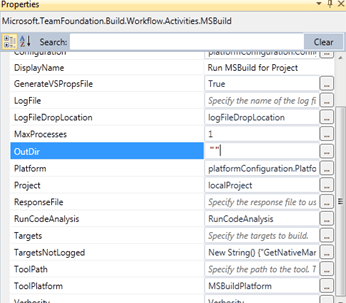 Properties
Microsoft.TeamFoundation.Build.Workflow.Activities.MSBuild
Search: Clear
Configuration platformConfiguration.Confi ...
DisplayName Run MSBuild for Project
GenerateVSPropsFile True ...
LogFile Specify the name of the log fi ...
LogFileDropLocation logFileDropLocation ...
MaxProcesses 1 ...
OutDir "" ...
Platform platformConfiguration.Platfo ...
Project localProject ...
ResponseFile Specify the response file to us ...
RunCodeAnalysis RunCodeAnalysis ...
Targets Specify the targets to build. ...
TargetsNotLogged New String() {"GetNativeMar ...
ToolPath Specify the path to the tool. T ...
ToolPlatform MSBuildPlatform ...
Verbosity Verbosity